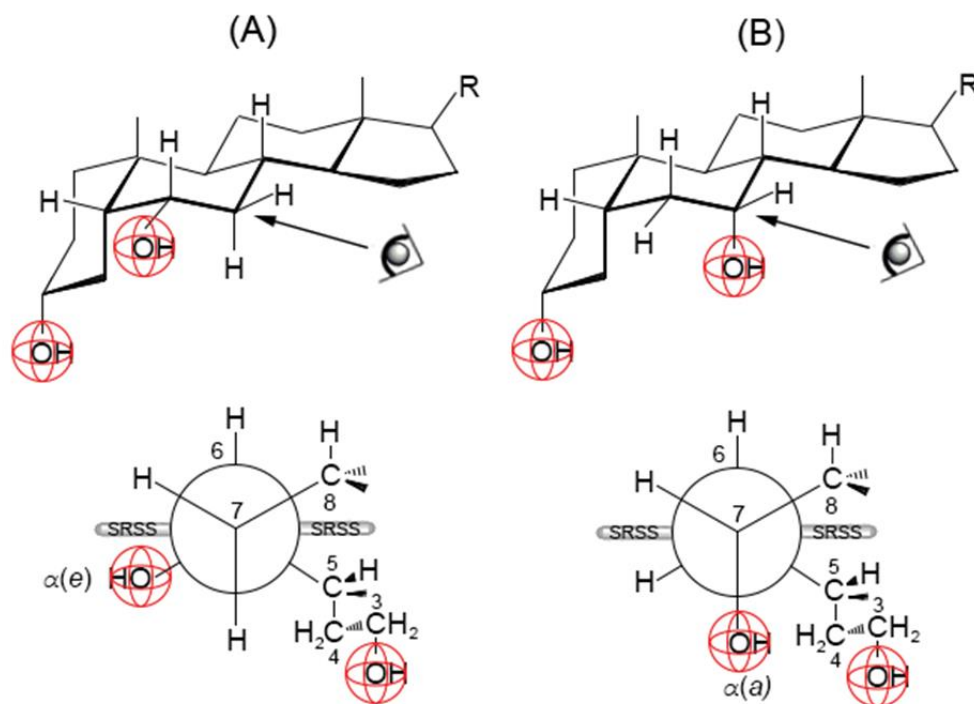 (A) (B)
R R
H H H H
H H H H
OH H H OH
OH OH
H H H H
6 C 6 C
H 7 8 H 7 8
SRSS SRSS SRSS SRSS
α(e) HO 5 H H 5 H
3 3
H H₂C CH₂ OH H₂C CH₂
4 4
OH α(a) OH